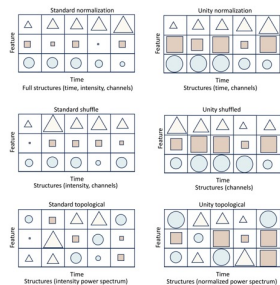 Standard normalization
Feature
Time
Full structures (time, intensity, channels)
Unity normalization
Feature
Time
Structures (time, channels)
Standard shuffle
Feature
Time
Structures (intensity, channels)
Unity shuffled
Feature
Time
Structures (channels)
Standard topological
Feature
Time
Structures (intensity power spectrum)
Unity topological
Feature
Time
Structures (normalized power spectrum)